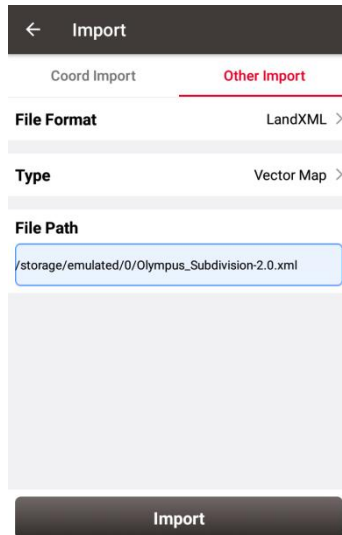 Import
Coord Import Other Import
File Format LandXML
Type Vector Map
File Path
/storage/emulated/0/Olympus_Subdivision-2.0.xml
Import